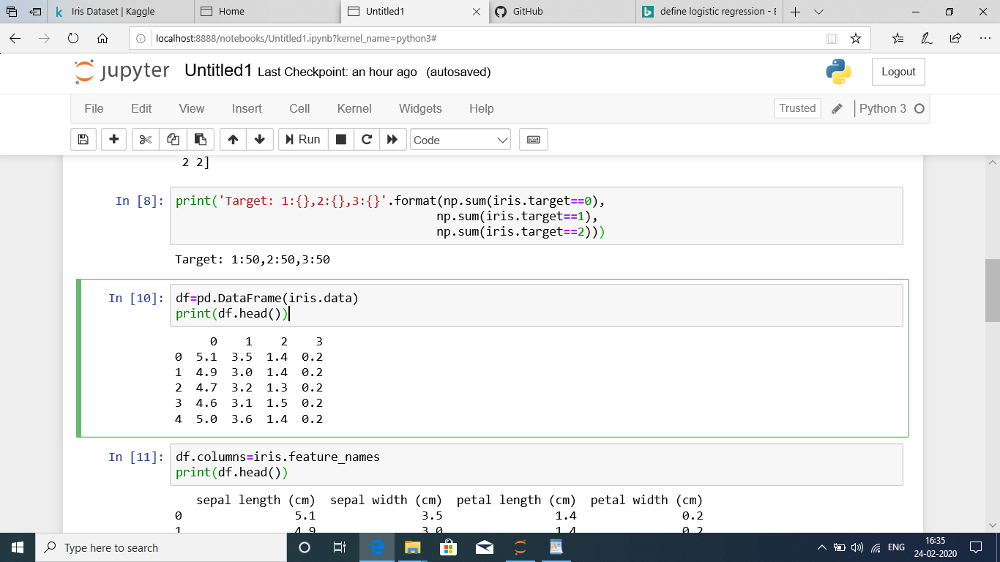 Iris Dataset | Kaggle
Home
Untitled1
GitHub
define logistic regression - E
localhost:8888/notebooks/Untitled1.ipynb?kernel_name=python3#
jupyter Untitled1 Last Checkpoint: an hour ago (autosaved)
Logout
File Edit View Insert Cell Kernel Widgets Help Trusted Python 3
Run Code
2 2]
In [8]: print('Target: 1:{},2:{},3:{}'.format(np.sum(iris.target==0),
np.sum(iris.target==1),
np.sum(iris.target==2)))
Target: 1:50,2:50,3:50
In [10]: df=pd.DataFrame(iris.data)
print(df.head())
0 1 2 3
0 5.1 3.5 1.4 0.2
1 4.9 3.0 1.4 0.2
2 4.7 3.2 1.3 0.2
3 4.6 3.1 1.5 0.2
4 5.0 3.6 1.4 0.2
In [11]: df.columns=iris.feature_names
print(df.head())
sepal length (cm) sepal width (cm) petal length (cm) petal width (cm)
0 5.1 3.5 1.4 0.2
1 4.9 3.0 1.4 0.2
Type here to search
ENG
16:35
24-02-2020